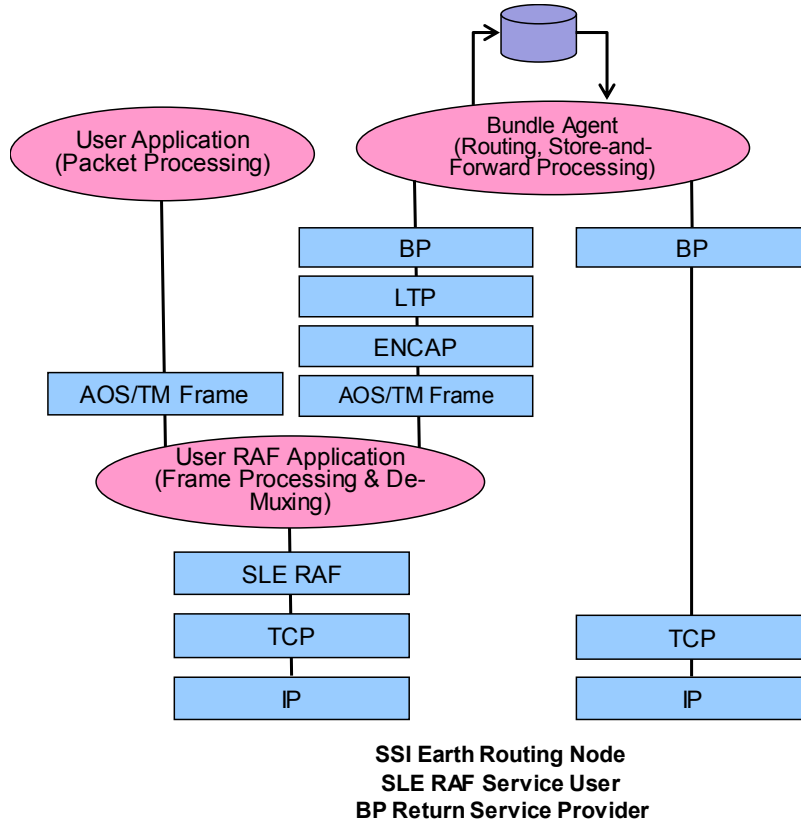 User Application
(Packet Processing)
Bundle Agent
(Routing, Store-and-
Forward Processing)
BP
BP
LTP
ENCAP
AOS/TM Frame
AOS/TM Frame
User RAF Application
(Frame Processing & De-
Muxing)
SLE RAF
TCP
TCP
IP
IP
SSI Earth Routing Node
SLE RAF Service User
BP Return Service Provider